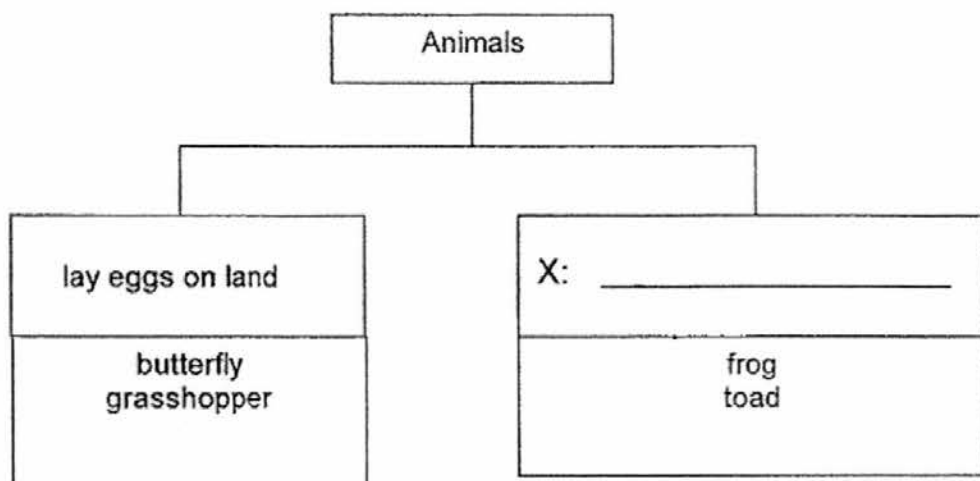 Animals
lay eggs on land
butterfly
grasshopper
X:
frog
toad